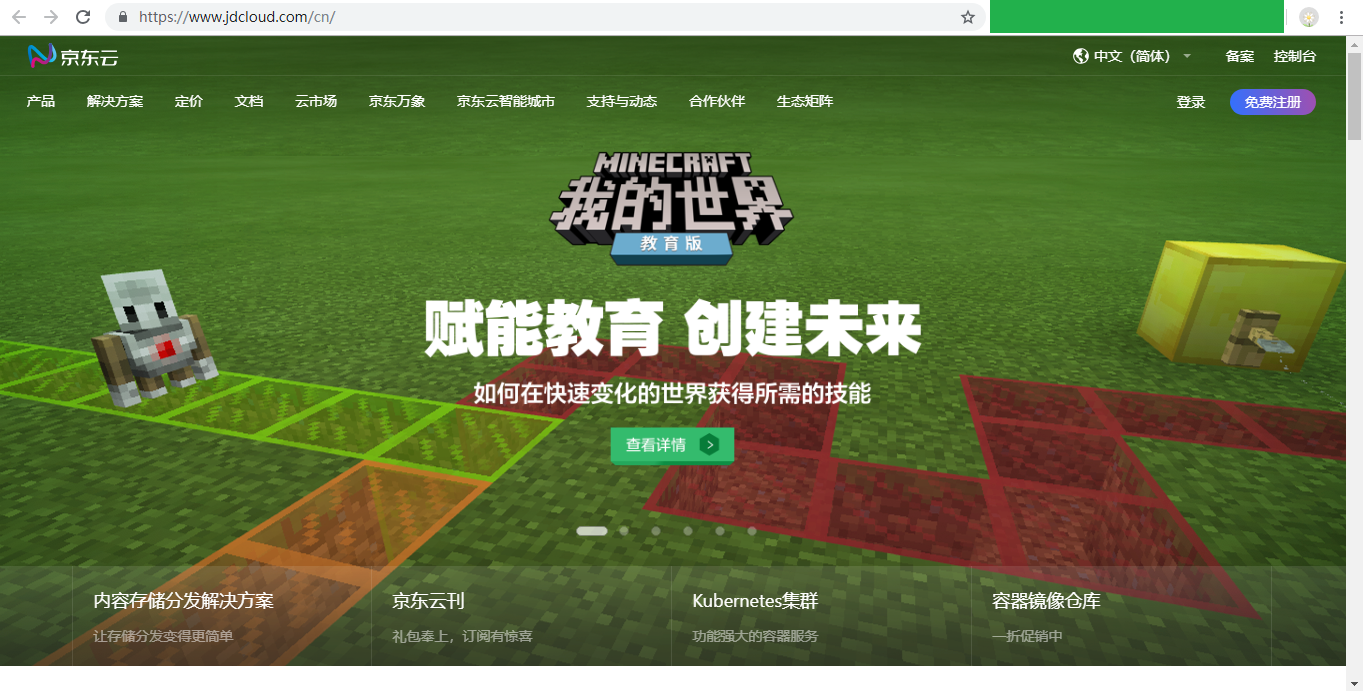 https://www.jdcloud.com/cn/
京东云
中文（简体）
备案
控制台
产品
解决方案
定价
文档
云市场
京东万象
京东云智能城市
支持与动态
合作伙伴
生态矩阵
登录
免费注册
MINECRAFT
我的世界
教育版
赋能教育 创建未来
如何在快速变化的世界获得所需的技能
查看详情
内容存储分发解决方案
让存储分发变得更简单
京东云刊
礼包奉上，订阅有惊喜
Kubernetes集群
功能强大的容器服务
容器镜像仓库
一折促销中